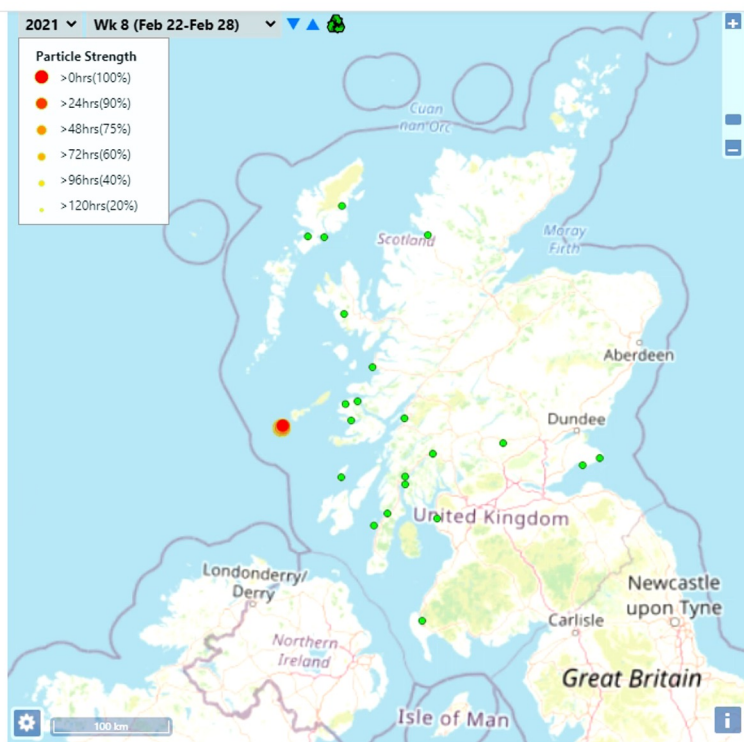 2021 Wk 8 (Feb 22-Feb 28)
Particle Strength
>0hrs(100%)
>24hrs(90%)
>48hrs(75%)
>72hrs(60%)
>96hrs(40%)
>120hrs(20%)
Cuan
nan Orc
Scotland
Moray
Firth
Aberdeen
Dundee
United Kingdom
Londonderry/
Derry
Newcastle
upon Tyne
Carlisle
Northern
Ireland
Great Britain
Isle of Man
100 km
i